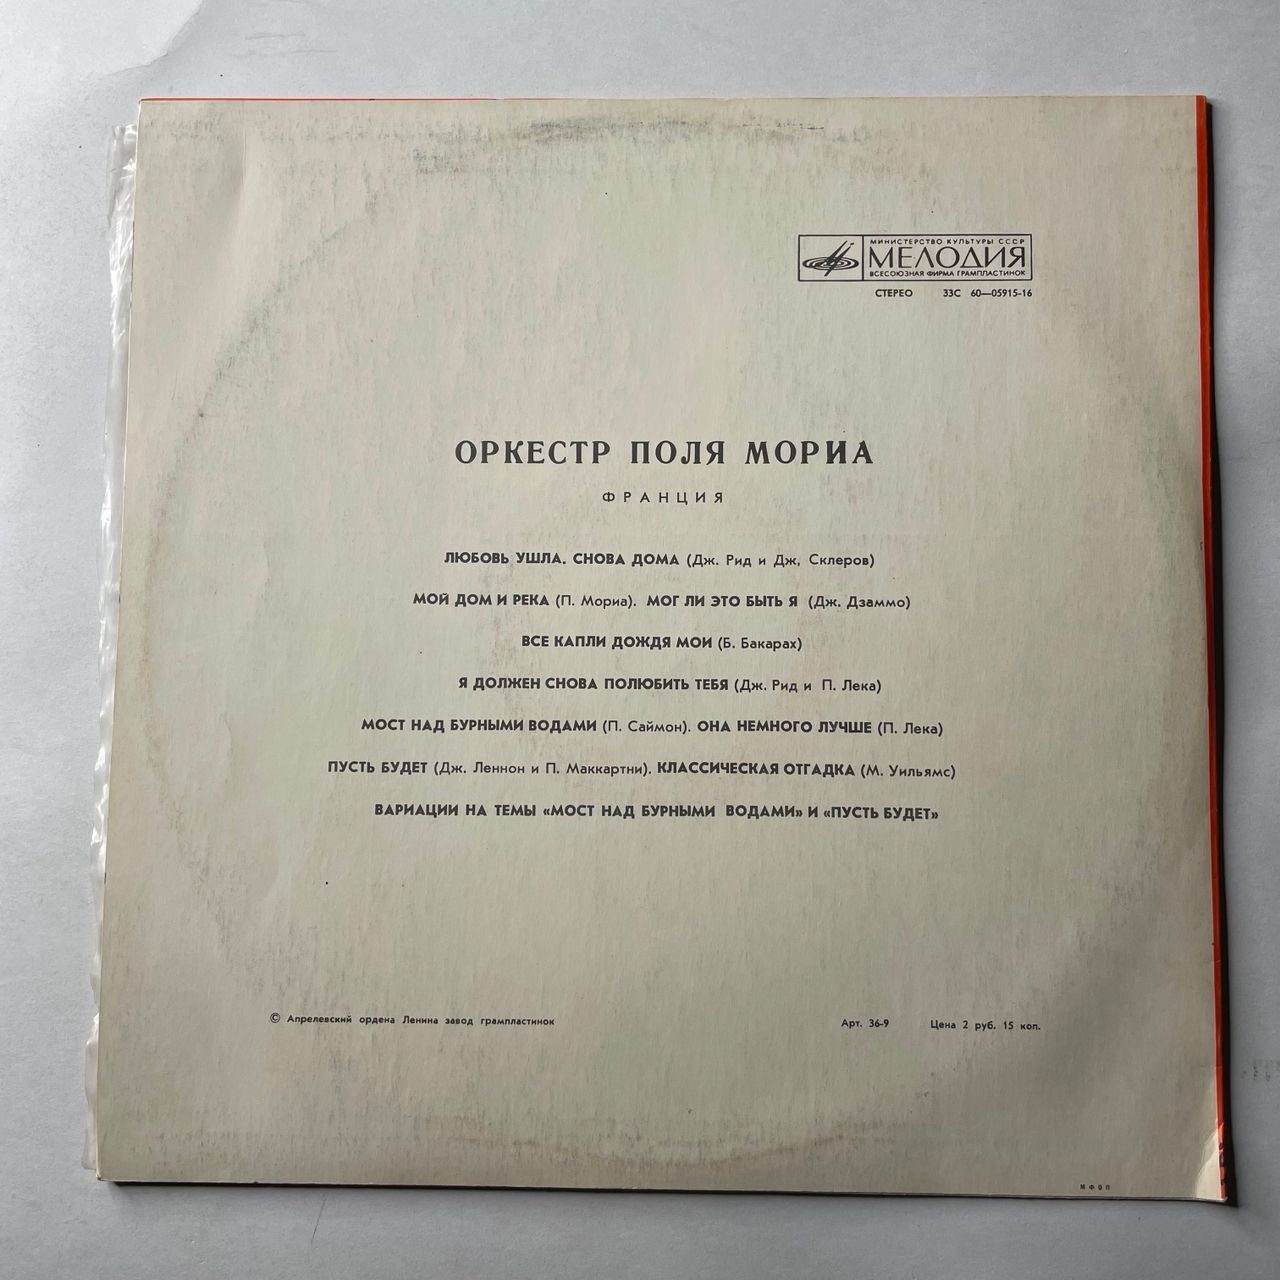 МИНИСТЕРСТВО КУЛЬТУРЫ СССР
МЕЛОДИЯ
ВСЕСОЮЗНАЯ ФИРМА ГРАМПЛАСТИНОК
СТЕРЕО 33С 60—05915-16
ОРКЕСТР ПОЛЯ МОРИА
ФРАНЦИЯ
ЛЮБОВЬ УШЛА. СНОВА ДОМА (Дж. Рид и Дж. Склеров)
МОЙ ДОМ И РЕКА (П. Мориа). МОГ ЛИ ЭТО БЫТЬ Я (Дж. Дзаммо)
ВСЕ КАПЛИ ДОЖДЯ МОИ (Б. Бакарах)
Я ДОЛЖЕН СНОВА ПОЛЮБИТЬ ТЕБЯ (Дж. Рид и П. Лека)
МОСТ НАД БУРНЫМИ ВОДАМИ (П. Саймон). ОНА НЕМНОГО ЛУЧШЕ (П. Лека)
ПУСТЬ БУДЕТ (Дж. Леннон и П. Маккартни). КЛАССИЧЕСКАЯ ОТГАДКА (М. Уильямс)
ВАРИАЦИИ НА ТЕМЫ «МОСТ НАД БУРНЫМИ ВОДАМИ» И «ПУСТЬ БУДЕТ»
© Апрелевский ордена Ленина завод грампластинок
Арт. 36-9 Цена 2 руб. 15 коп.
МФОП